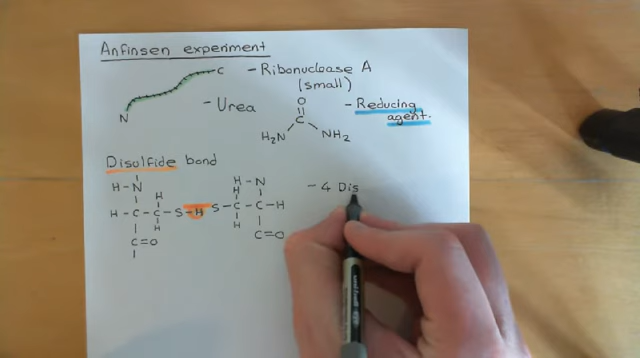 Anfinsen experiment
N C
- Ribonuclease A
(small)
- Urea
O
C
H₂N NH₂
- Reducing
agent.
Disulfide bond
H-N H-N
H H
H-C-C-S-H S-C-C-H
H H
C=O C=O
- 4 Dis